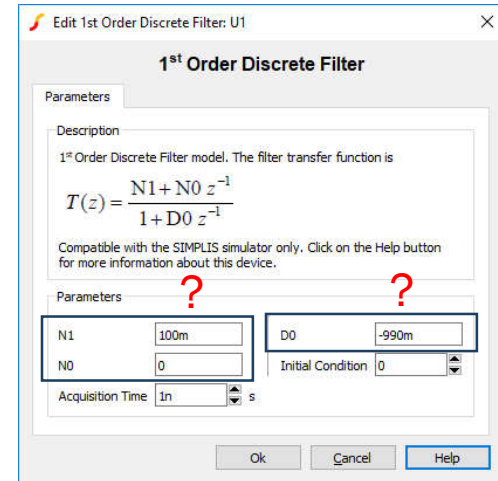 Edit 1st Order Discrete Filter: U1
1st Order Discrete Filter
Parameters
Description
1st Order Discrete Filter model. The filter transfer function is
T(z) = (N1 + N0 z^-1) / (1 + D0 z^-1)
Compatible with the SIMPLIS simulator only. Click on the Help button
for more information about this device.
Parameters
? ?
N1 100m D0 -990m
N0 0 Initial Condition 0
Acquisition Time 1n s
Ok Cancel Help